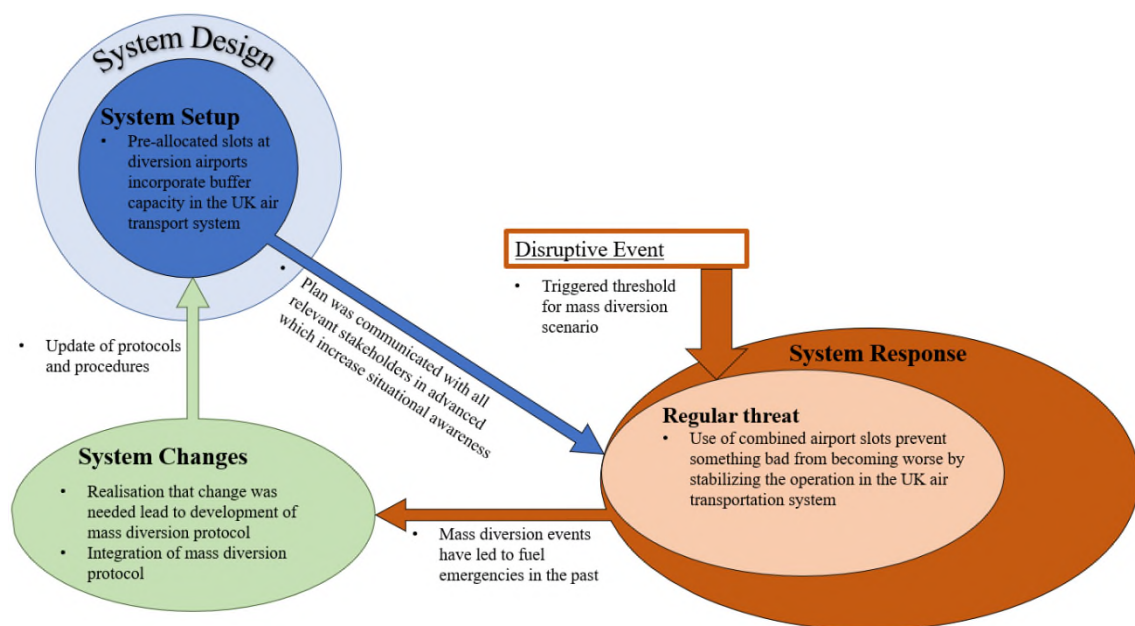 System Design
System Setup
• Pre-allocated slots at
diversion airports
incorporate buffer
capacity in the UK air
transport system
• Plan was communicated with all
relevant stakeholders in advanced
which increase situational awareness
Disruptive Event
• Triggered threshold
for mass diversion
scenario
System Response
Regular threat
• Use of combined airport slots prevent
something bad from becoming worse by
stabilizing the operation in the UK air
transportation system
• Mass diversion events
have led to fuel
emergencies in the past
System Changes
• Realisation that change was
needed lead to development of
mass diversion protocol
• Integration of mass diversion
protocol
• Update of protocols
and procedures